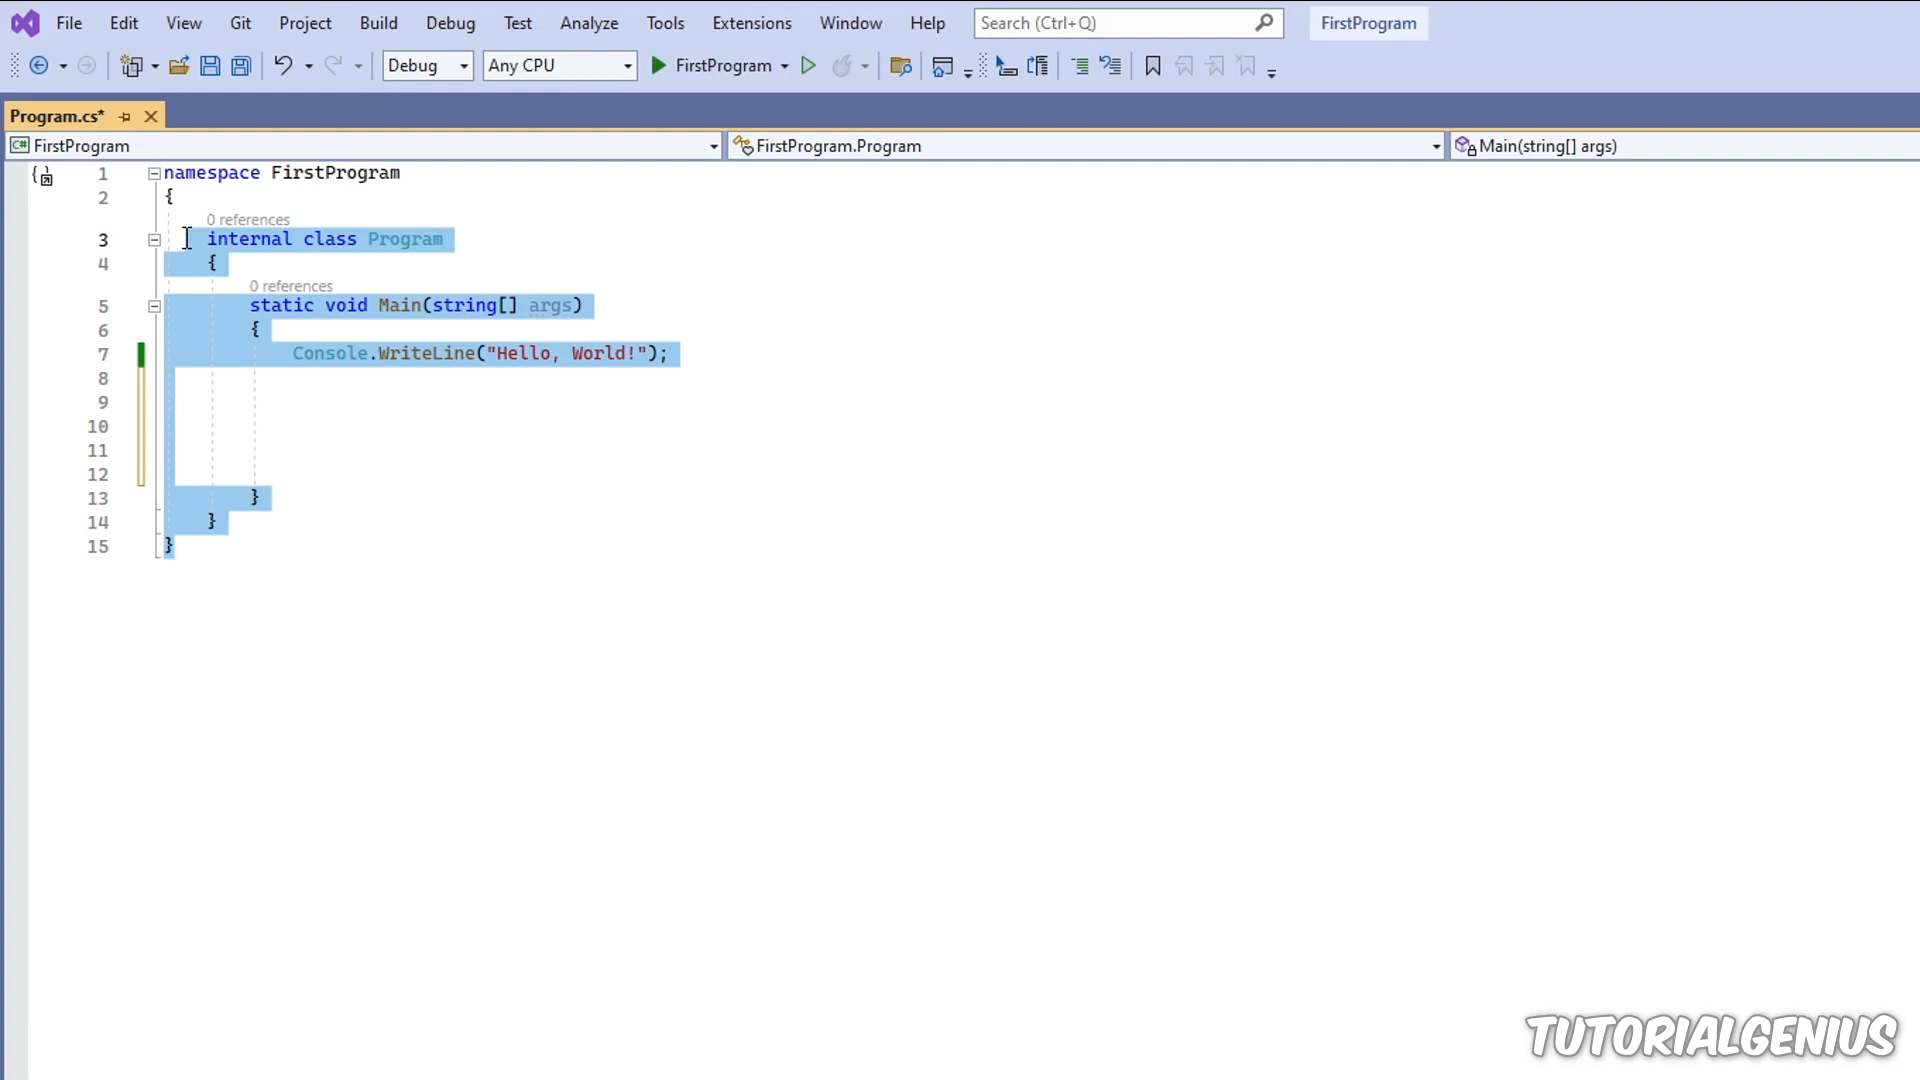 File Edit View Git Project Build Debug Test Analyze Tools Extensions Window Help Search (Ctrl+Q) FirstProgram
Debug Any CPU FirstProgram
Program.cs*
C# FirstProgram FirstProgram.Program Main(string[] args)
1 namespace FirstProgram
2 {
0 references
3 internal class Program
4 {
0 references
5 static void Main(string[] args)
6 {
7 Console.WriteLine("Hello, World!");
8
9
10
11
12
13 }
14 }
15 }
TUTORIALGENIUS